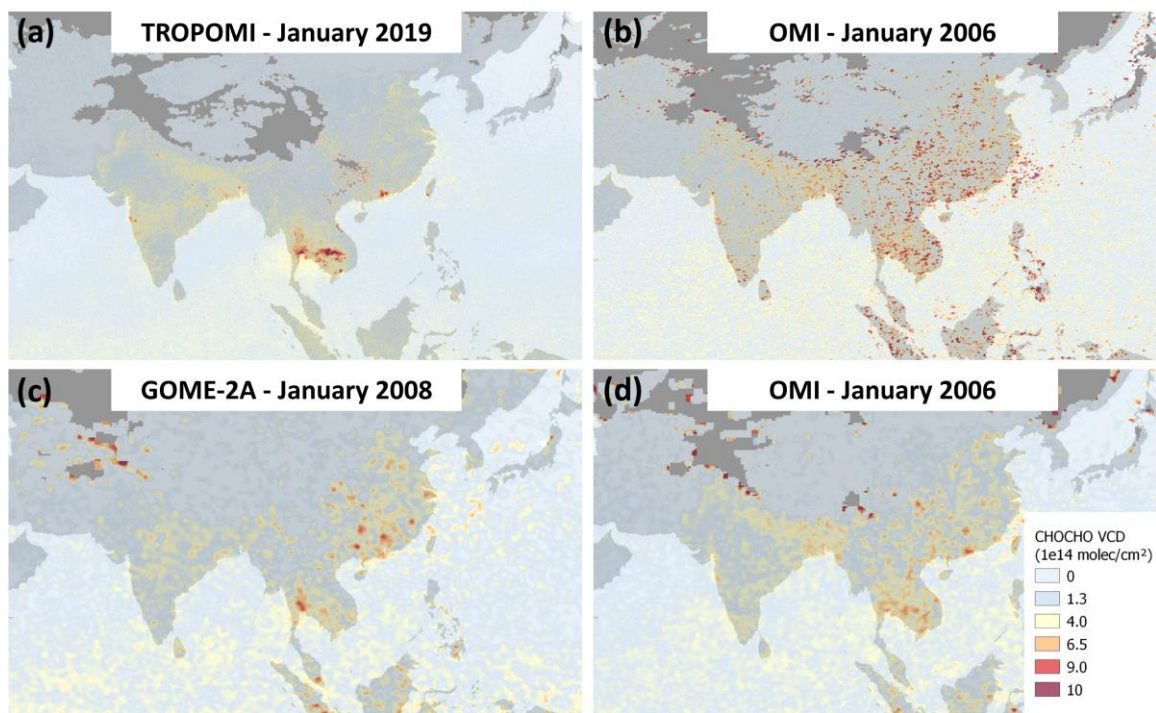 (a) TROPOMI - January 2019
(b) OMI - January 2006
(c) GOME-2A - January 2008
(d) OMI - January 2006
CHOCHO VCD
(1e14 molec/cm²)
0
1.3
4.0
6.5
9.0
10